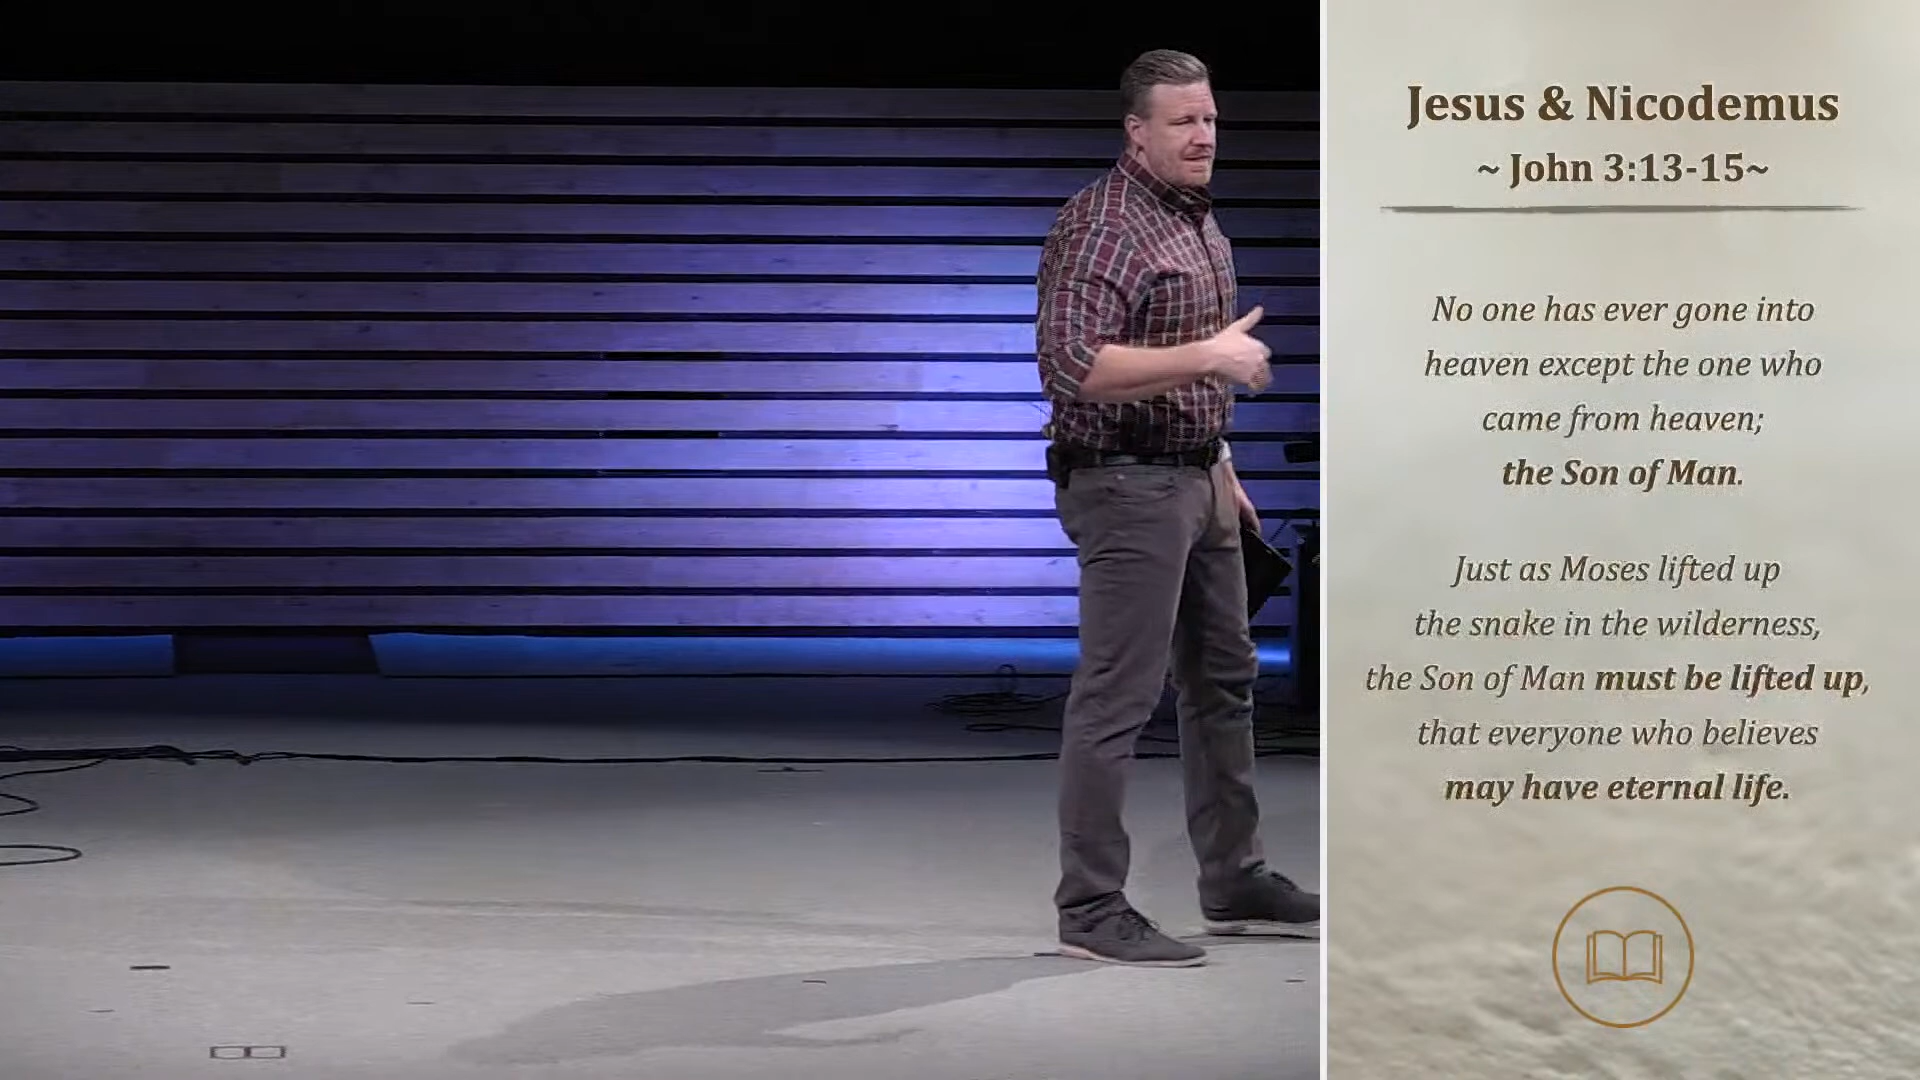 Jesus & Nicodemus
~ John 3:13-15~
No one has ever gone into
heaven except the one who
came from heaven;
the Son of Man.
Just as Moses lifted up
the snake in the wilderness,
the Son of Man must be lifted up,
that everyone who believes
may have eternal life.